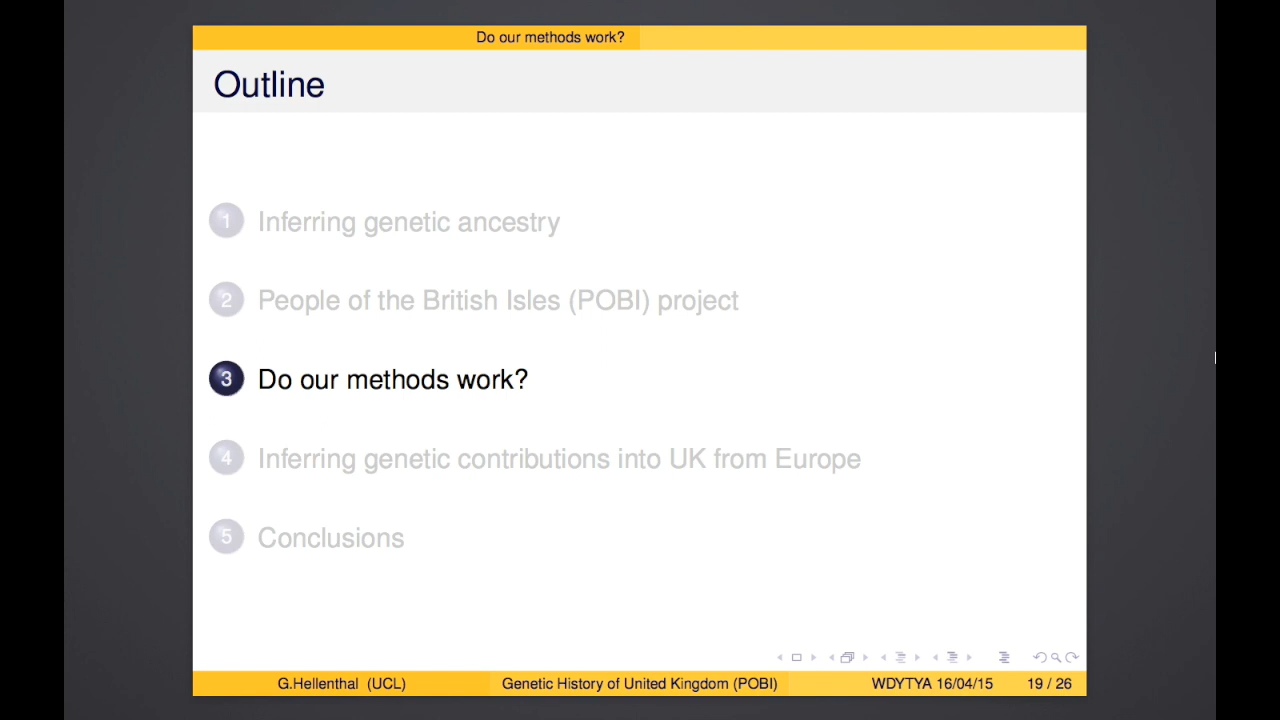 Do our methods work?
Outline
1 Inferring genetic ancestry
2 People of the British Isles (POBI) project
3 Do our methods work?
4 Inferring genetic contributions into UK from Europe
5 Conclusions
G.Hellenthal (UCL) Genetic History of United Kingdom (POBI) WDYTYA 16/04/15 19 / 26